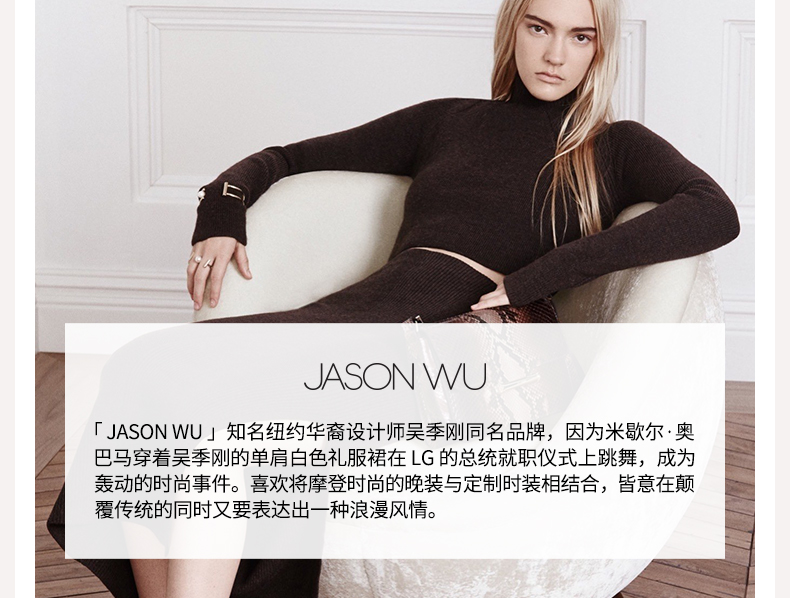 JASON WU
「 JASON WU 」知名纽约华裔设计师吴季刚同名品牌，因为米歇尔·奥
巴马穿着吴季刚的单肩白色礼服裙在 LG 的总统就职仪式上跳舞，成为
轰动的时尚事件。喜欢将摩登时尚的晚装与定制时装相结合，皆意在颠
覆传统的同时又要表达出一种浪漫风情。